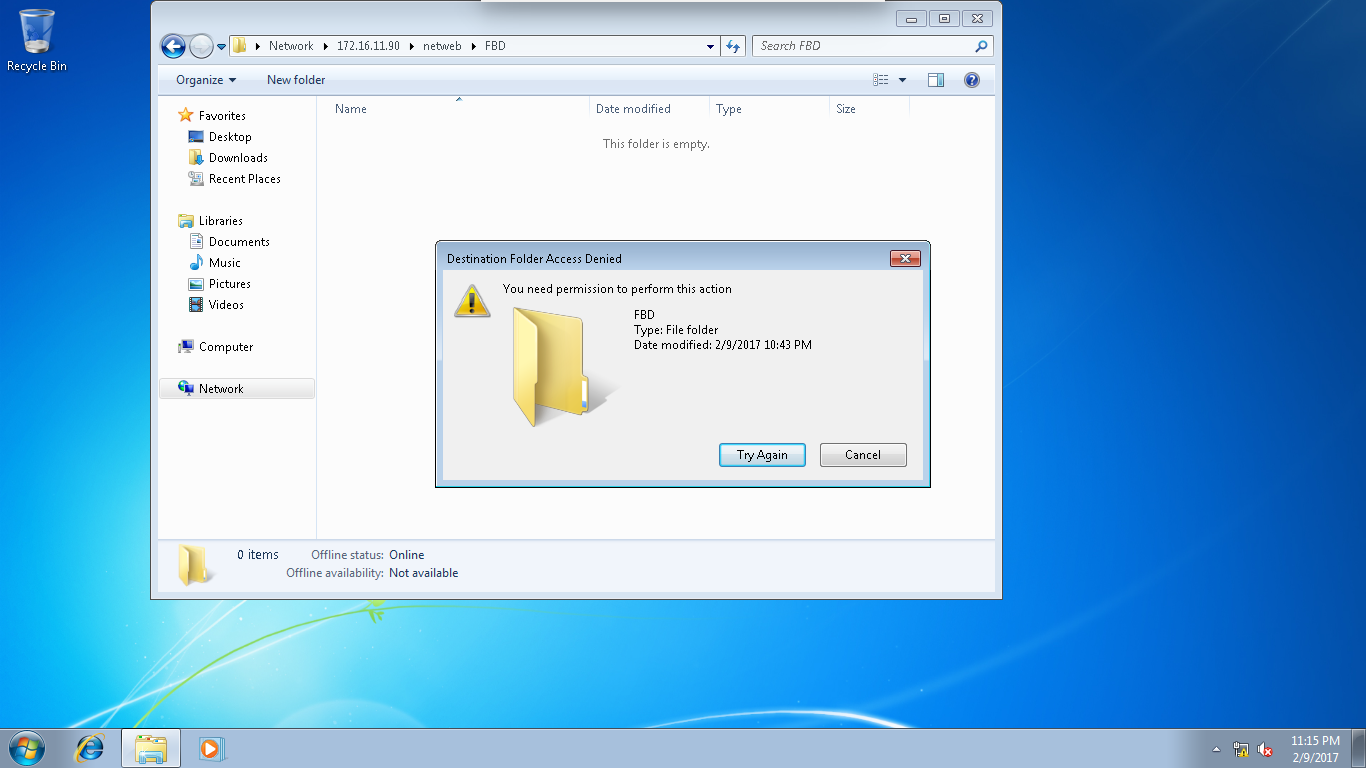 Recycle Bin
Network 172.16.11.90 netweb FBD
Search FBD
Organize New folder
Name Date modified Type Size
This folder is empty.
Favorites
Desktop
Downloads
Recent Places
Libraries
Documents
Music
Pictures
Videos
Computer
Network
Destination Folder Access Denied
You need permission to perform this action
FBD
Type: File folder
Date modified: 2/9/2017 10:43 PM
Try Again Cancel
0 items Offline status: Online
Offline availability: Not available
11:15 PM
2/9/2017